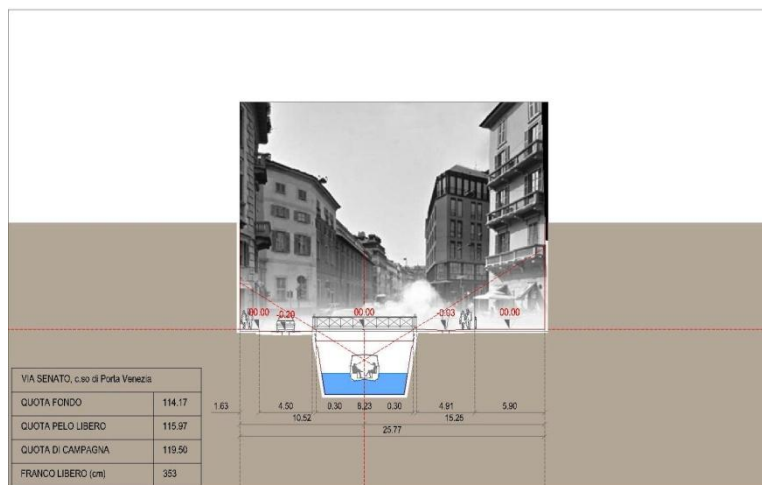 00.00 -0.20 00.00 -0.03 00.00
VIA SENATO, c.so di Porta Venezia
QUOTA FONDO 114.17
QUOTA PELO LIBERO 115.97
QUOTA DI CAMPAGNA 119.50
FRANCO LIBERO (cm) 353
1.63 4.50 0.30 6.23 0.30 4.91 5.90
10.52 15.25
25.77